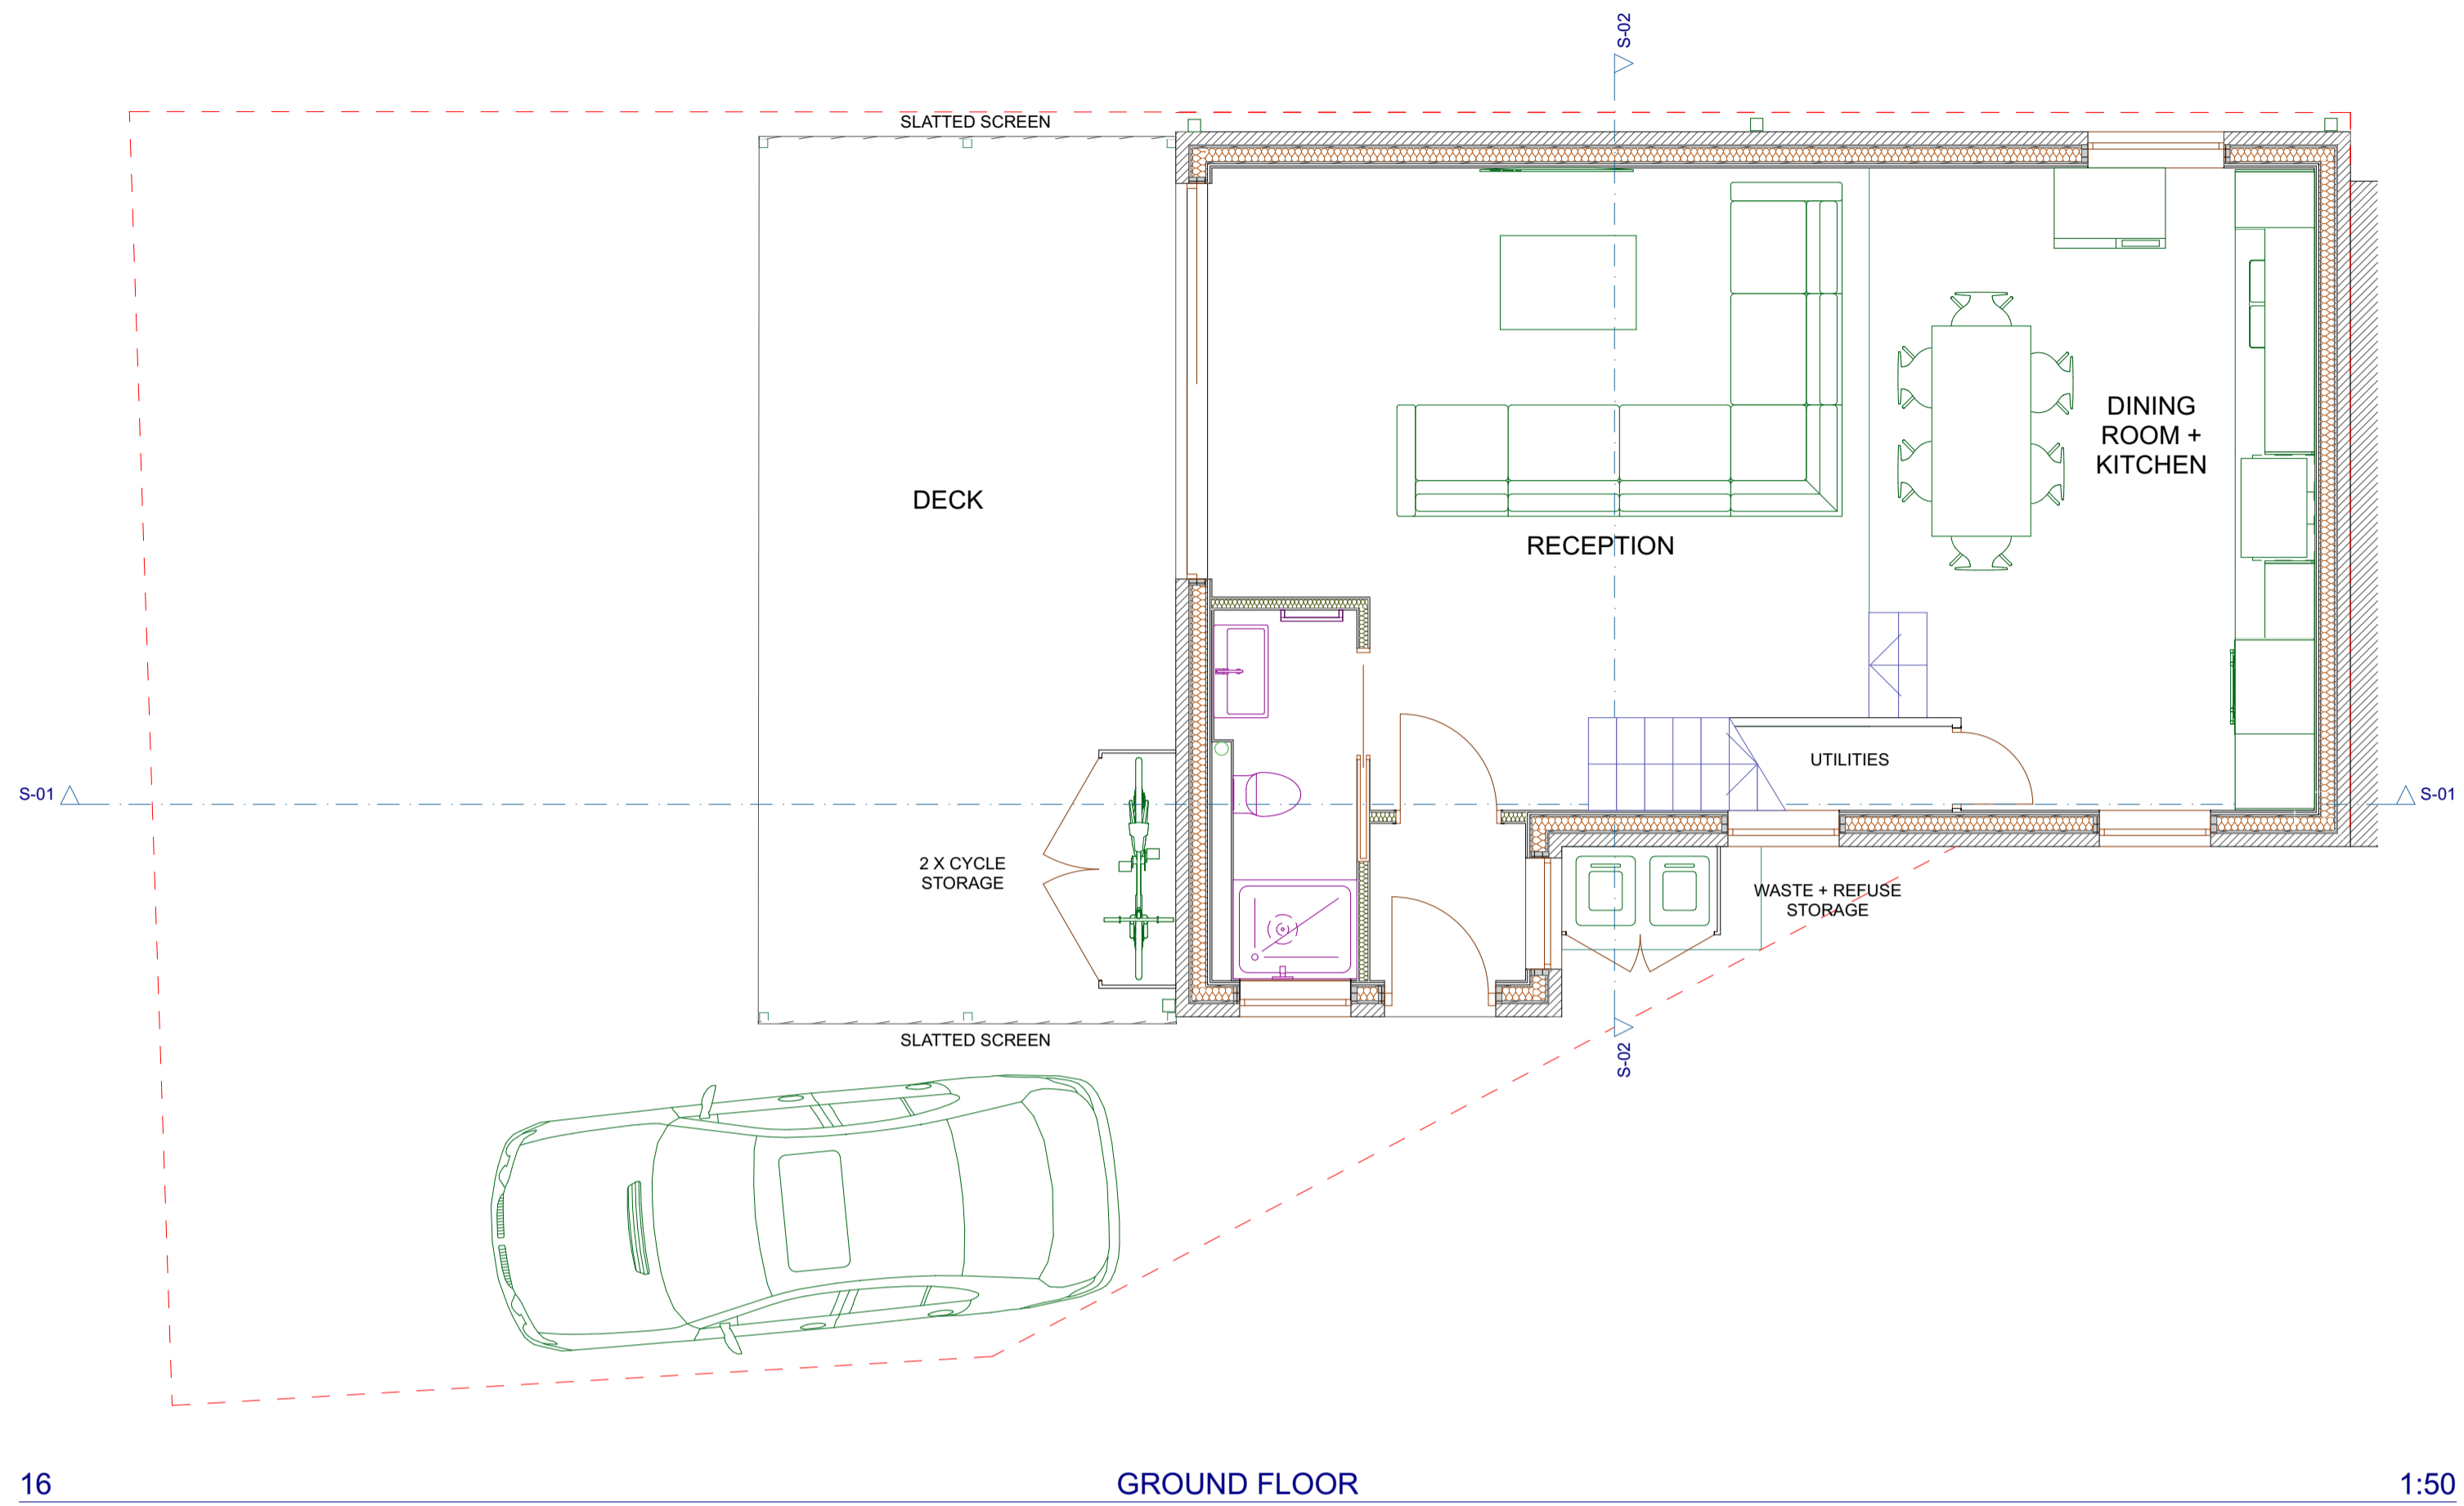 S-02
SLATTED SCREEN
DINING
ROOM +
KITCHEN
DECK
RECEPTION
UTILITIES
S-01
S-01
2 X CYCLE
STORAGE
WASTE + REFUSE
STORAGE
SLATTED SCREEN
S-02
16
GROUND FLOOR
1:50